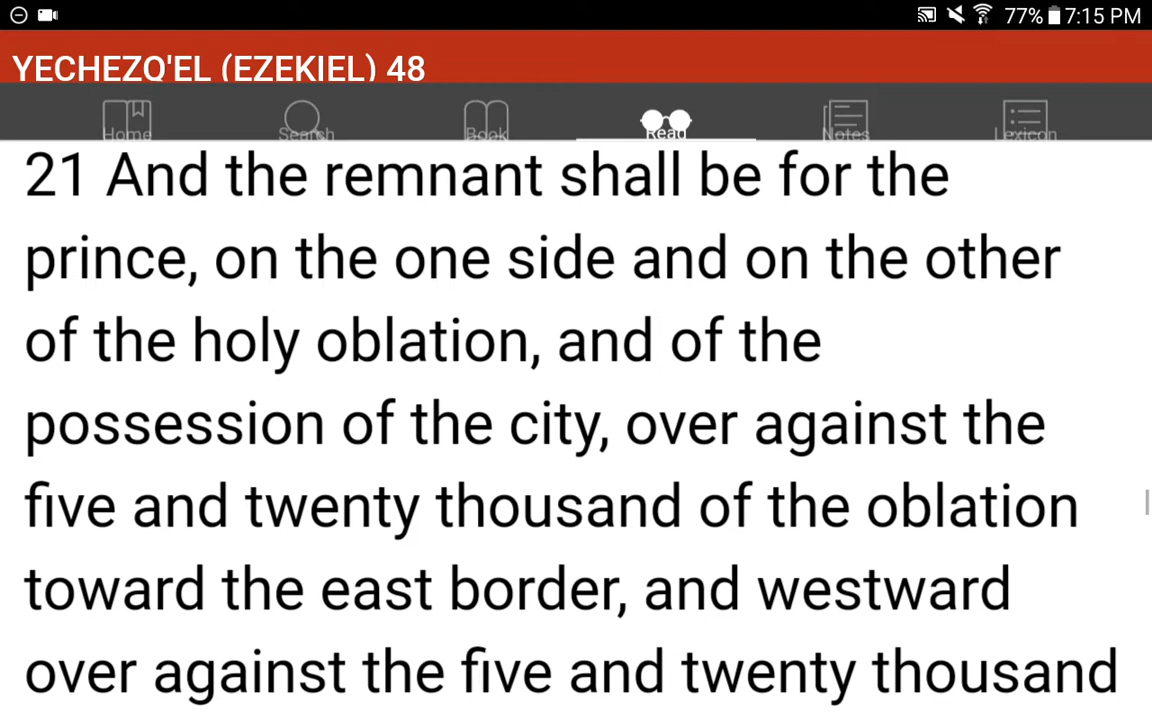 77% 7:15 PM
YECHEZQ'EL (EZEKIEL) 48
Home Search Book Read Notes Lexicon
21 And the remnant shall be for the
prince, on the one side and on the other
of the holy oblation, and of the
possession of the city, over against the
five and twenty thousand of the oblation
toward the east border, and westward
over against the five and twenty thousand